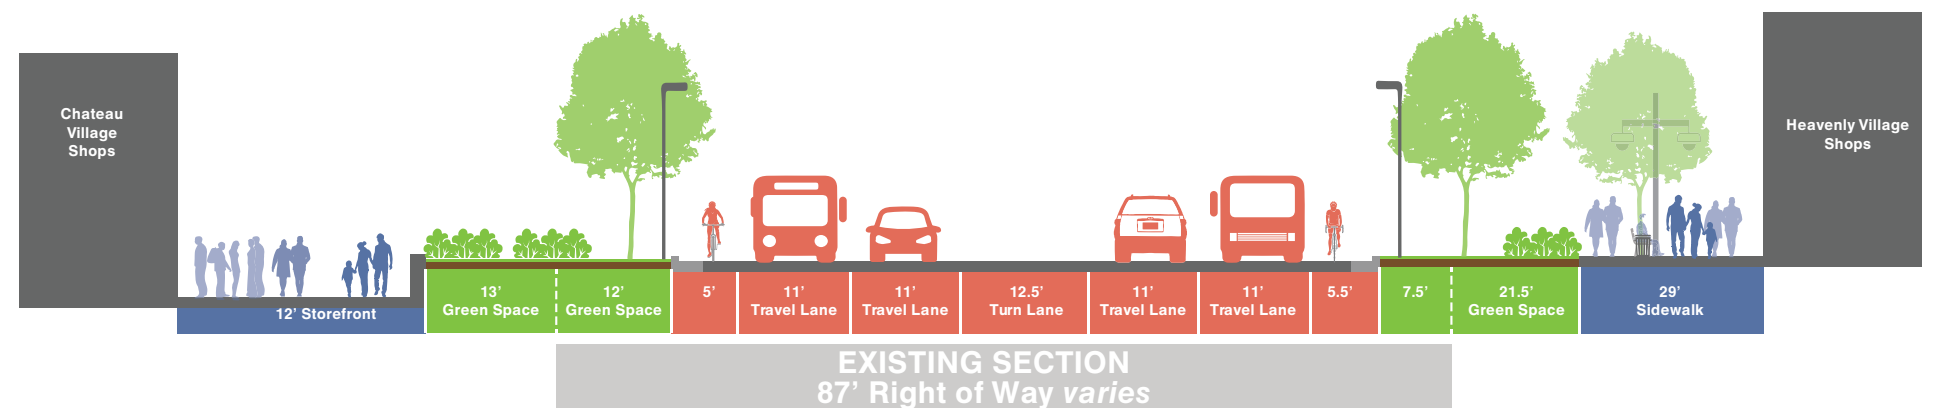 Chateau
Village
Shops
Heavenly Village
Shops
12’ Storefront
13’
Green Space
12’
Green Space
5’
11’
Travel Lane
11’
Travel Lane
12.5’
Turn Lane
11’
Travel Lane
11’
Travel Lane
5.5’
7.5’
21.5’
Green Space
29’
Sidewalk
EXISTING SECTION
87’ Right of Way varies